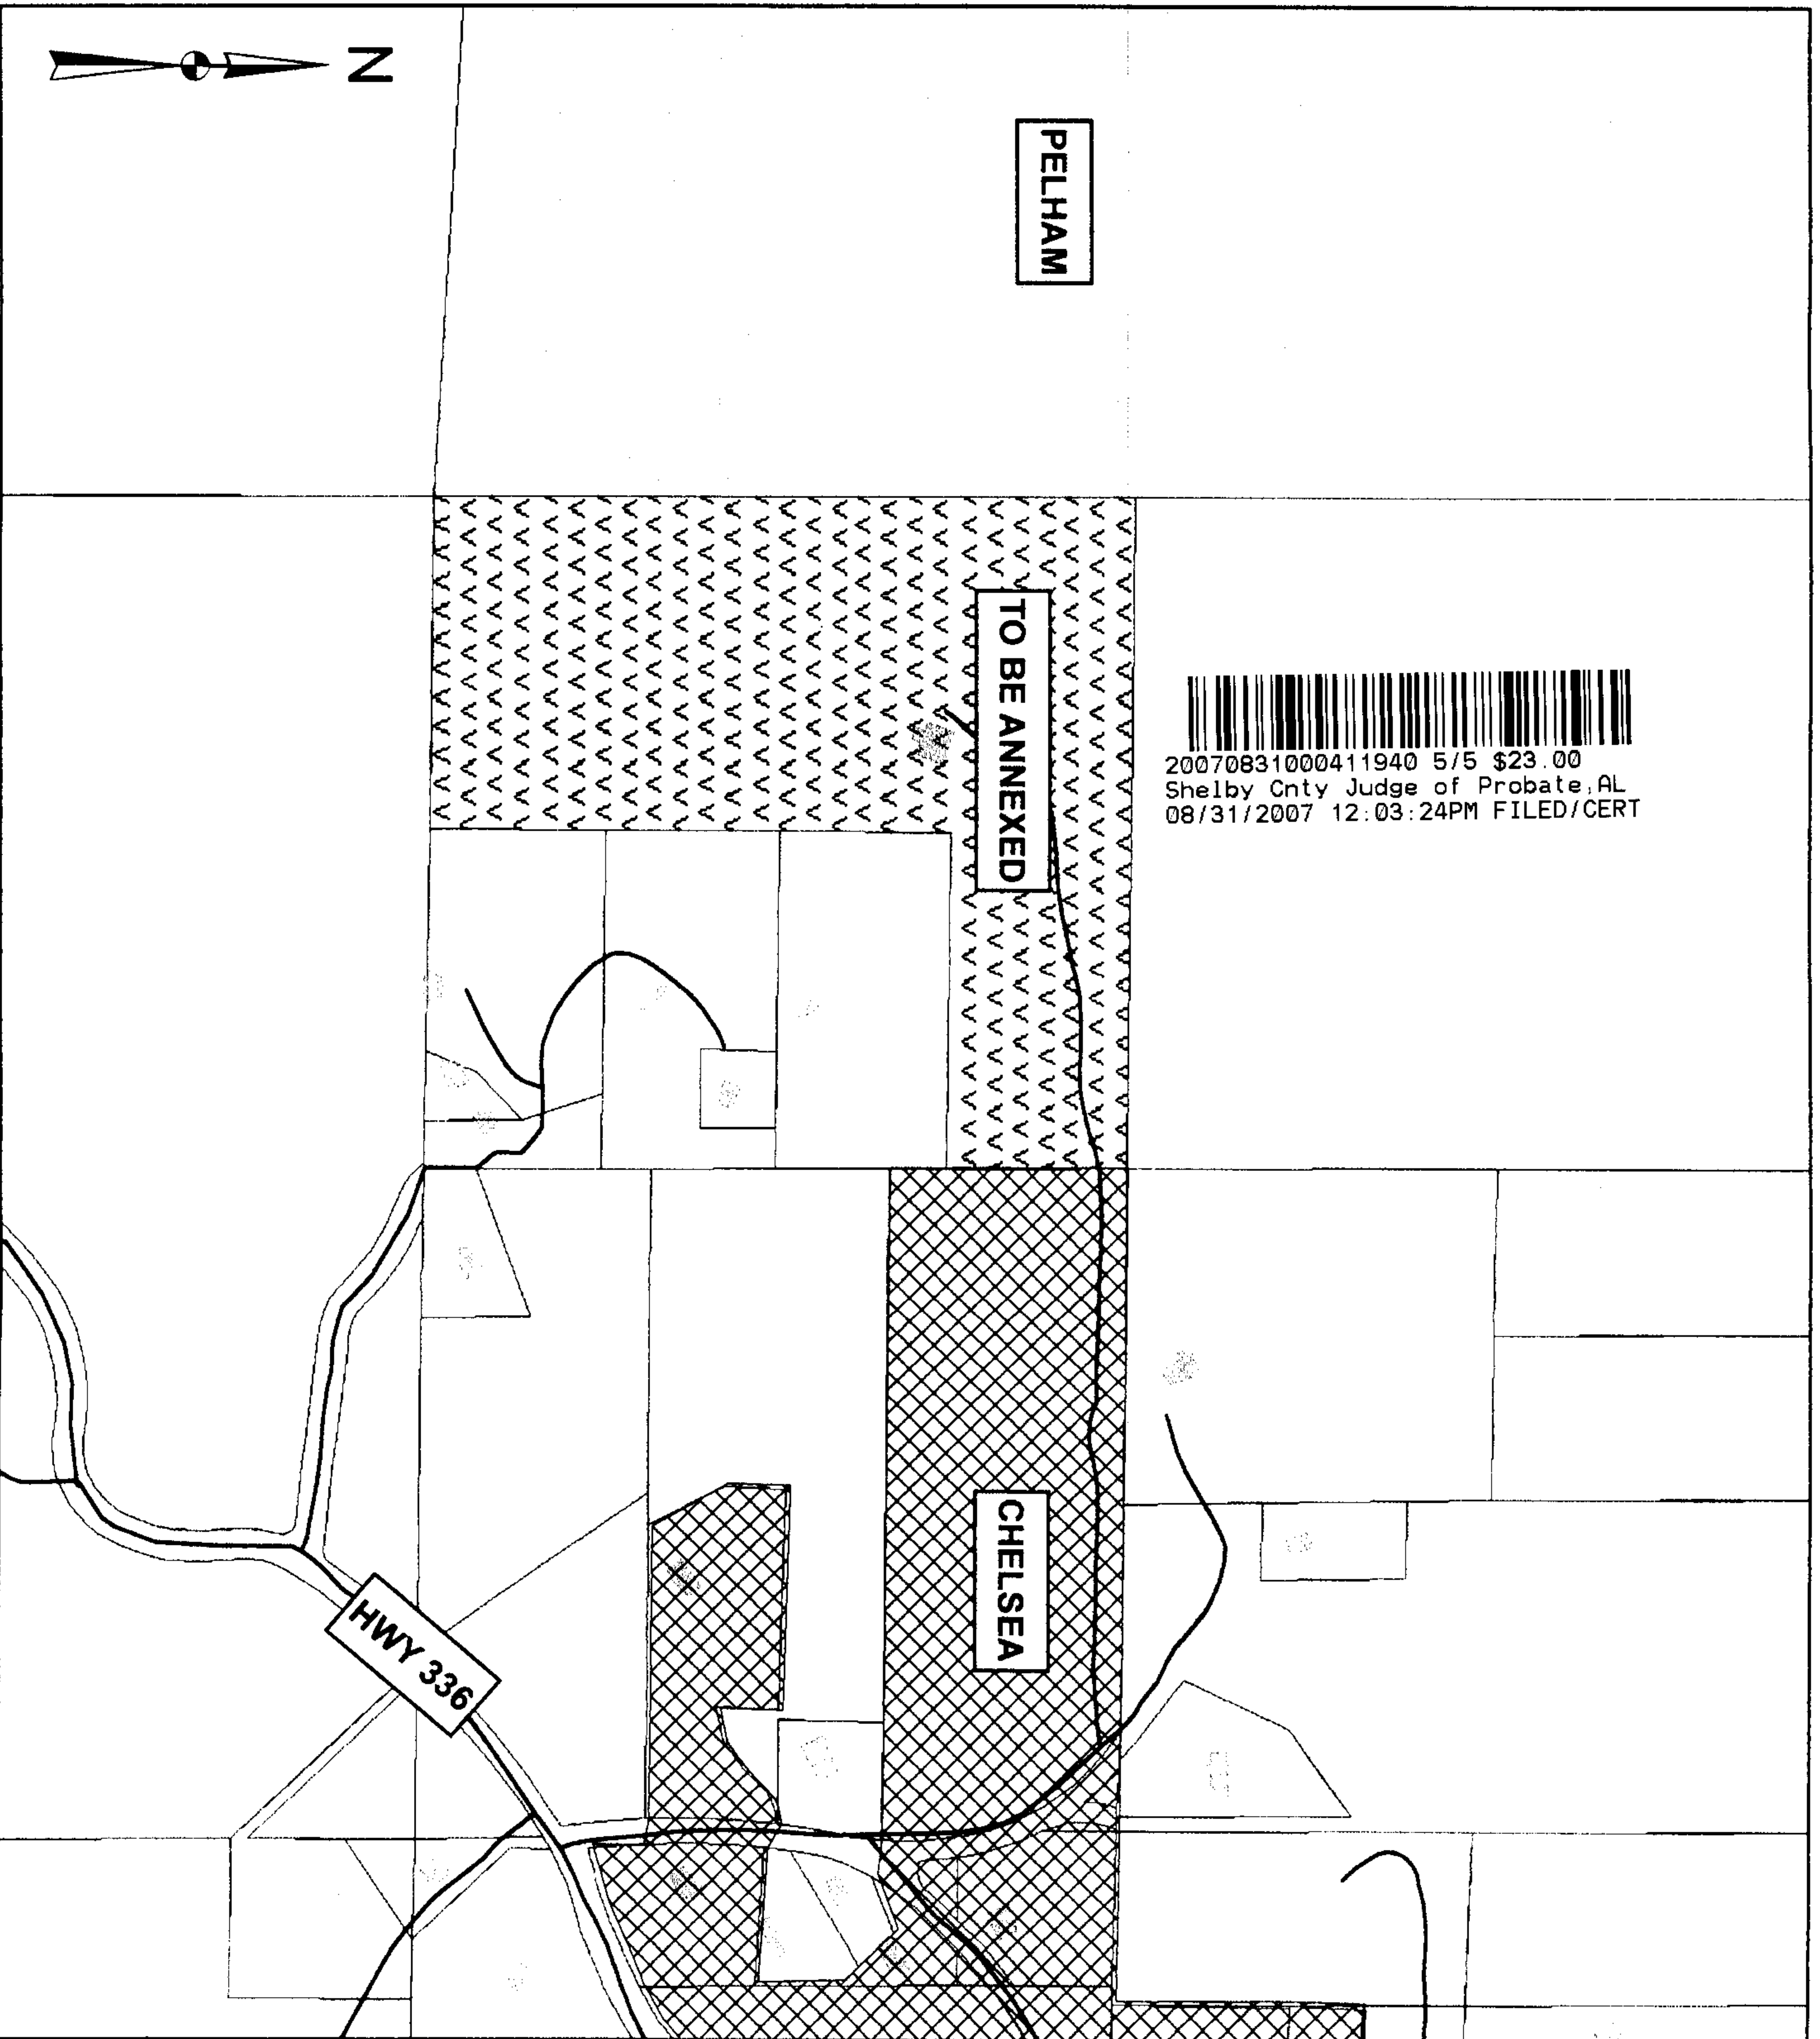 N
PELHAM
TO BE ANNEXED
20070831000411940 5/5 $23.00
Shelby Cnty Judge of Probate, AL
08/31/2007 12:03:24PM FILED/CERT
CHELSEA
HWY 336